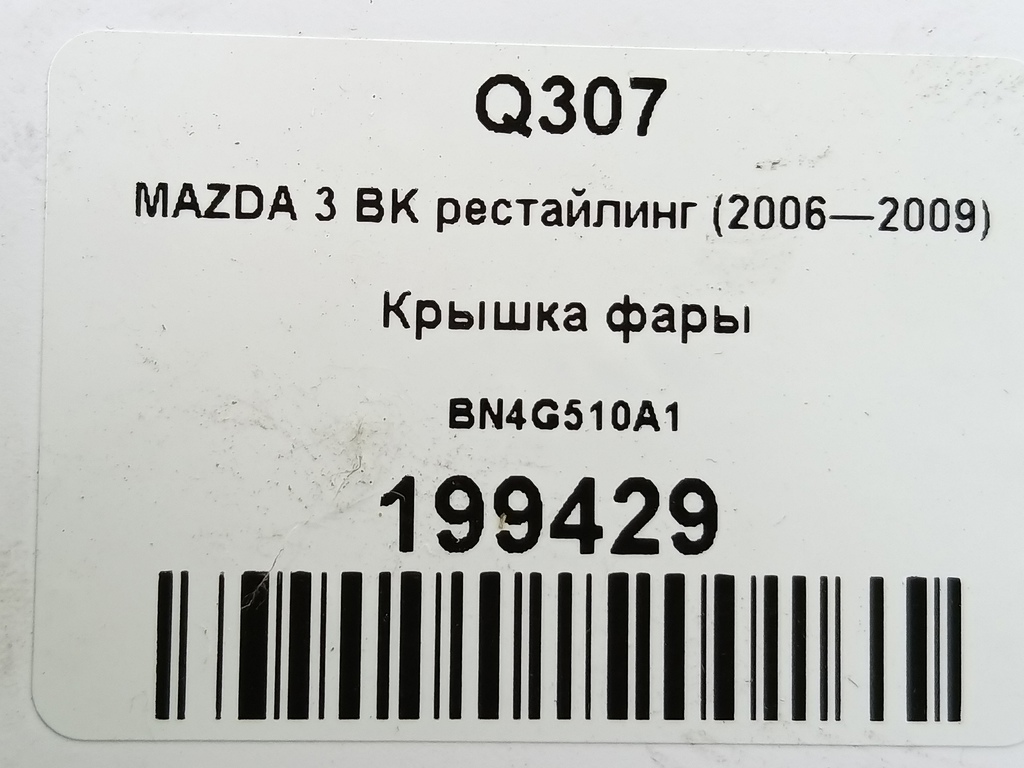 Q307
MAZDA 3 BK рестайлинг (2006—2009)
Крышка фары
BN4G510A1
199429